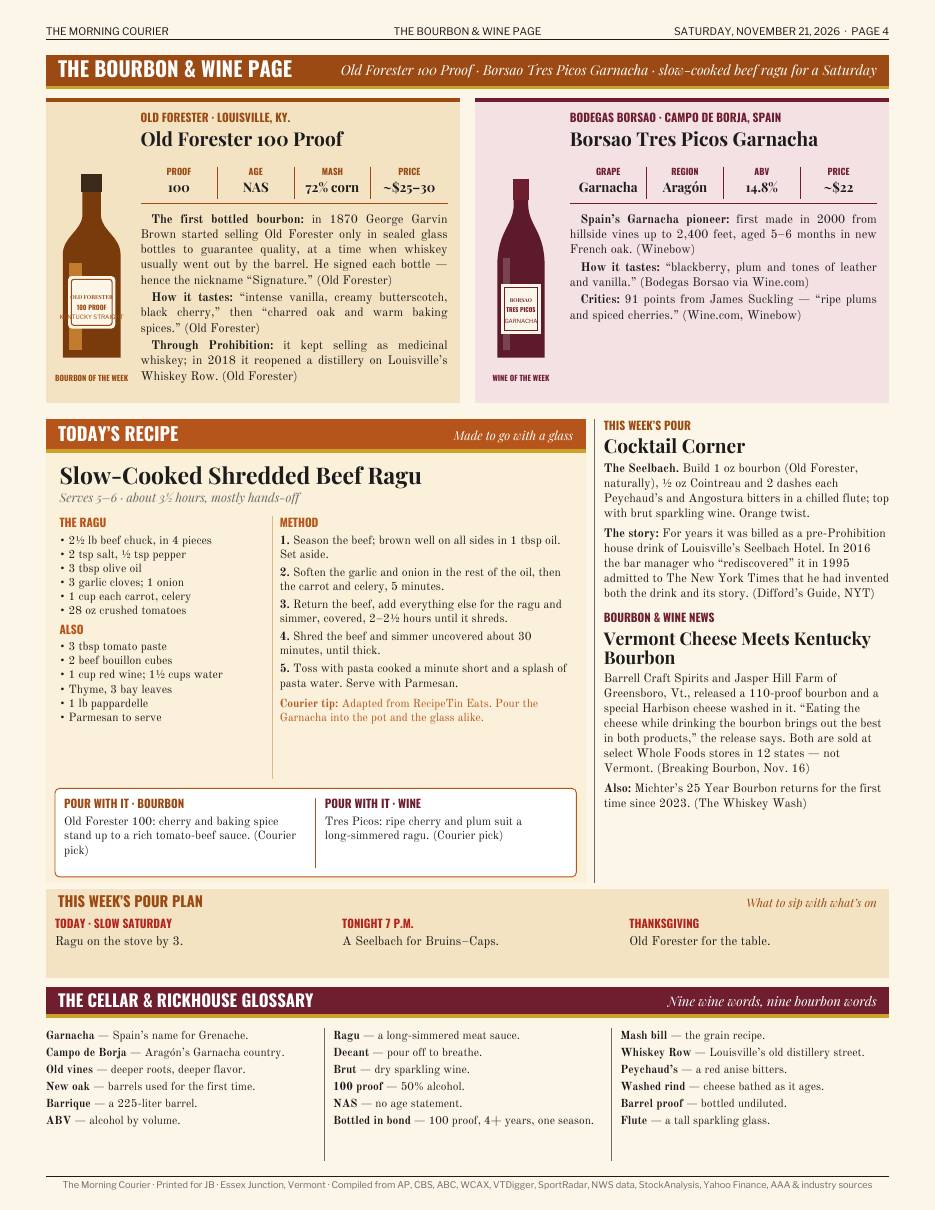 THE MORNING COURIER
THE BOURBON & WINE PAGE
SATURDAY, NOVEMBER 21, 2026 · PAGE 4
THE BOURBON & WINE PAGE
Old Forester 100 Proof · Borsao Tres Picos Garnacha · slow-cooked beef ragu for a Saturday
OLD FORESTER · LOUISVILLE, KY.
Old Forester 100 Proof
PROOF
100
AGE
NAS
MASH
72% corn
PRICE
~$25–30
The first bottled bourbon: in 1870 George Garvin
Brown started selling Old Forester only in sealed glass
bottles to guarantee quality, at a time when whiskey
usually went out by the barrel. He signed each bottle —
hence the nickname “Signature.” (Old Forester)
How it tastes: “intense vanilla, creamy butterscotch,
black cherry,” then “charred oak and warm baking
spices.” (Old Forester)
Through Prohibition: it kept selling as medicinal
whiskey; in 2018 it reopened a distillery on Louisville’s
Whiskey Row. (Old Forester)
OLD FORESTER
100 PROOF
KENTUCKY STRAIGHT
BOURBON OF THE WEEK
BODEGAS BORSAO · CAMPO DE BORJA, SPAIN
Borsao Tres Picos Garnacha
GRAPE
Garnacha
REGION
Aragón
ABV
14.8%
PRICE
~$22
Spain’s Garnacha pioneer: first made in 2000 from
hillside vines up to 2,400 feet, aged 5–6 months in new
French oak. (Winebow)
How it tastes: “blackberry, plum and tones of leather
and vanilla.” (Bodegas Borsao via Wine.com)
Critics: 91 points from James Suckling — “ripe plums
and spiced cherries.” (Wine.com, Winebow)
BORSAO
TRES PICOS
GARNACHA
WINE OF THE WEEK
TODAY’S RECIPE
Made to go with a glass
Slow-Cooked Shredded Beef Ragu
Serves 5–6 · about 3½ hours, mostly hands-off
THE RAGU
• 2½ lb beef chuck, in 4 pieces
• 2 tsp salt, ½ tsp pepper
• 3 tbsp olive oil
• 3 garlic cloves; 1 onion
• 1 cup each carrot, celery
• 28 oz crushed tomatoes
ALSO
• 3 tbsp tomato paste
• 2 beef bouillon cubes
• 1 cup red wine; 1½ cups water
• Thyme, 3 bay leaves
• 1 lb pappardelle
• Parmesan to serve
METHOD
1. Season the beef; brown well on all sides in 1 tbsp oil.
Set aside.
2. Soften the garlic and onion in the rest of the oil, then
the carrot and celery, 5 minutes.
3. Return the beef, add everything else for the ragu and
simmer, covered, 2–2½ hours until it shreds.
4. Shred the beef and simmer uncovered about 30
minutes, until thick.
5. Toss with pasta cooked a minute short and a splash of
pasta water. Serve with Parmesan.
Courier tip: Adapted from RecipeTin Eats. Pour the
Garnacha into the pot and the glass alike.
POUR WITH IT · BOURBON
Old Forester 100: cherry and baking spice
stand up to a rich tomato-beef sauce. (Courier
pick)
POUR WITH IT · WINE
Tres Picos: ripe cherry and plum suit a
long-simmered ragu. (Courier pick)
THIS WEEK’S POUR
Cocktail Corner
The Seelbach. Build 1 oz bourbon (Old Forester,
naturally), ½ oz Cointreau and 2 dashes each
Peychaud’s and Angostura bitters in a chilled flute; top
with brut sparkling wine. Orange twist.
The story: For years it was billed as a pre-Prohibition
house drink of Louisville’s Seelbach Hotel. In 2016
the bar manager who “rediscovered” it in 1995
admitted to The New York Times that he had invented
both the drink and its story. (Difford’s Guide, NYT)
BOURBON & WINE NEWS
Vermont Cheese Meets Kentucky
Bourbon
Barrell Craft Spirits and Jasper Hill Farm of
Greensboro, Vt., released a 110-proof bourbon and a
special Harbison cheese washed in it. “Eating the
cheese while drinking the bourbon brings out the best
in both products,” the release says. Both are sold at
select Whole Foods stores in 12 states — not
Vermont. (Breaking Bourbon, Nov. 16)
Also: Michter’s 25 Year Bourbon returns for the first
time since 2023. (The Whiskey Wash)
THIS WEEK’S POUR PLAN
What to sip with what’s on
TODAY · SLOW SATURDAY
Ragu on the stove by 3.
TONIGHT 7 P.M.
A Seelbach for Bruins–Caps.
THANKSGIVING
Old Forester for the table.
THE CELLAR & RICKHOUSE GLOSSARY
Nine wine words, nine bourbon words
Garnacha — Spain’s name for Grenache.
Campo de Borja — Aragón’s Garnacha country.
Old vines — deeper roots, deeper flavor.
New oak — barrels used for the first time.
Barrique — a 225-liter barrel.
ABV — alcohol by volume.
Ragu — a long-simmered meat sauce.
Decant — pour off to breathe.
Brut — dry sparkling wine.
100 proof — 50% alcohol.
NAS — no age statement.
Bottled in bond — 100 proof, 4+ years, one season.
Mash bill — the grain recipe.
Whiskey Row — Louisville’s old distillery street.
Peychaud’s — a red anise bitters.
Washed rind — cheese bathed as it ages.
Barrel proof — bottled undiluted.
Flute — a tall sparkling glass.
The Morning Courier · Printed for JB · Essex Junction, Vermont · Compiled from AP, CBS, ABC, WCAX, VTDigger, SportRadar, NWS data, StockAnalysis, Yahoo Finance, AAA & industry sources